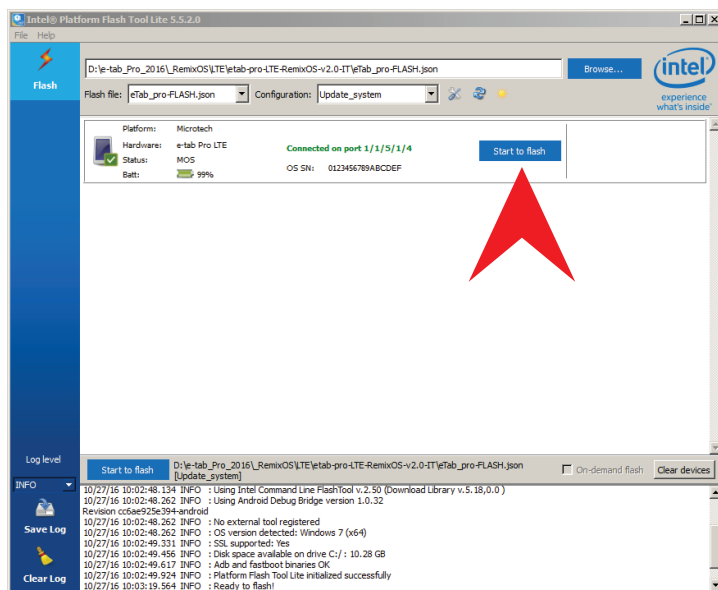 Intel® Platform Flash Tool Lite 5.5.2.0
File Help
Flash
D:\e-tab_Pro_2016\_RemixOS\LTE\etab-pro-LTE-RemixOS-v2.0-IT\eTab_pro-FLASH.json
Browse...
intel
experience
what's inside™
Flash file: eTab_pro-FLASH.json Configuration: Update_system
Platform: Microtech
Hardware: e-tab Pro LTE
Status: MOS
Batt: 99%
Connected on port 1/1/5/1/4
OS SN: 0123456789ABCDEF
Start to flash
Log level
INFO
Save Log
Clear Log
Start to flash
D:\e-tab_Pro_2016\_RemixOS\LTE\etab-pro-LTE-RemixOS-v2.0-IT\eTab_pro-FLASH.json
[Update_system]
On-demand flash
Clear devices
10/27/16 10:02:48.134 INFO : Using Intel Command Line FlashTool v.2.50 (Download Library v.5.18,0.0 )
10/27/16 10:02:48.262 INFO : Using Android Debug Bridge version 1.0.32
Revision cc6ae925e394-android
10/27/16 10:02:48.262 INFO : No external tool registered
10/27/16 10:02:48.262 INFO : OS version detected: Windows 7 (x64)
10/27/16 10:02:49.331 INFO : SSL supported: Yes
10/27/16 10:02:49.456 INFO : Disk space available on drive C:/ : 10.28 GB
10/27/16 10:02:49.617 INFO : Adb and fastboot binaries OK
10/27/16 10:02:49.924 INFO : Platform Flash Tool Lite initialized successfully
10/27/16 10:03:19.564 INFO : Ready to flash!